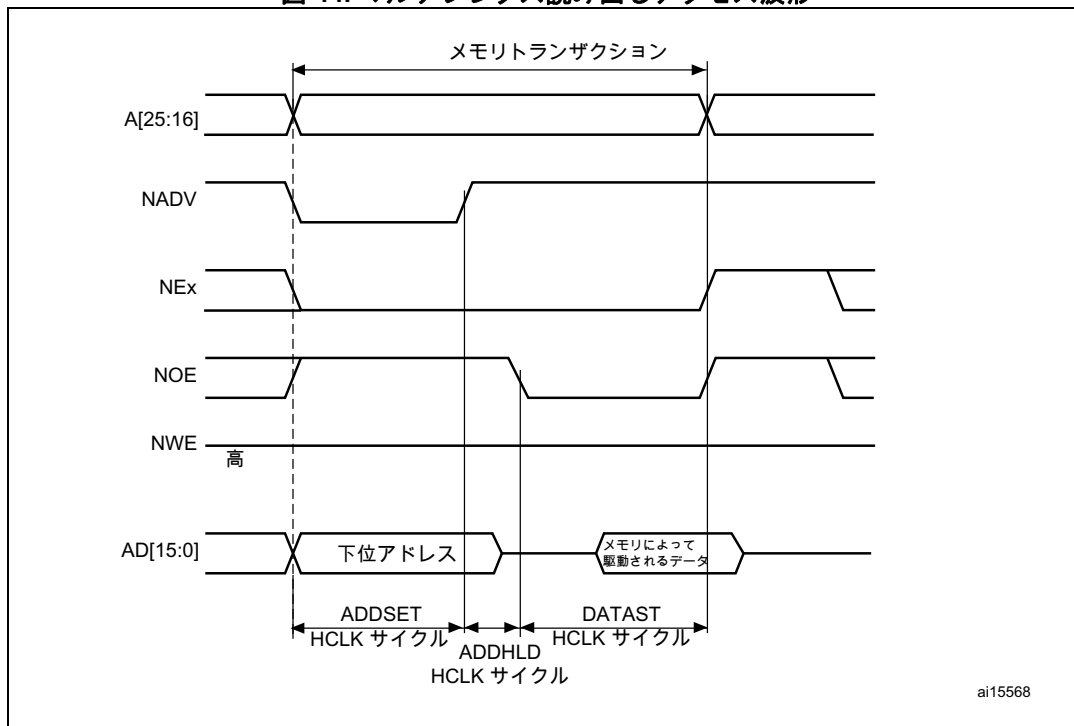 メモリトランザクション
A[25:16]
NADV
NEx
NOE
NWE
高
AD[15:0]
下位アドレス
メモリによって
駆動されるデータ
ADDSET
HCLK サイクル
ADDHLD
HCLK サイクル
DATAST
HCLK サイクル
ai15568